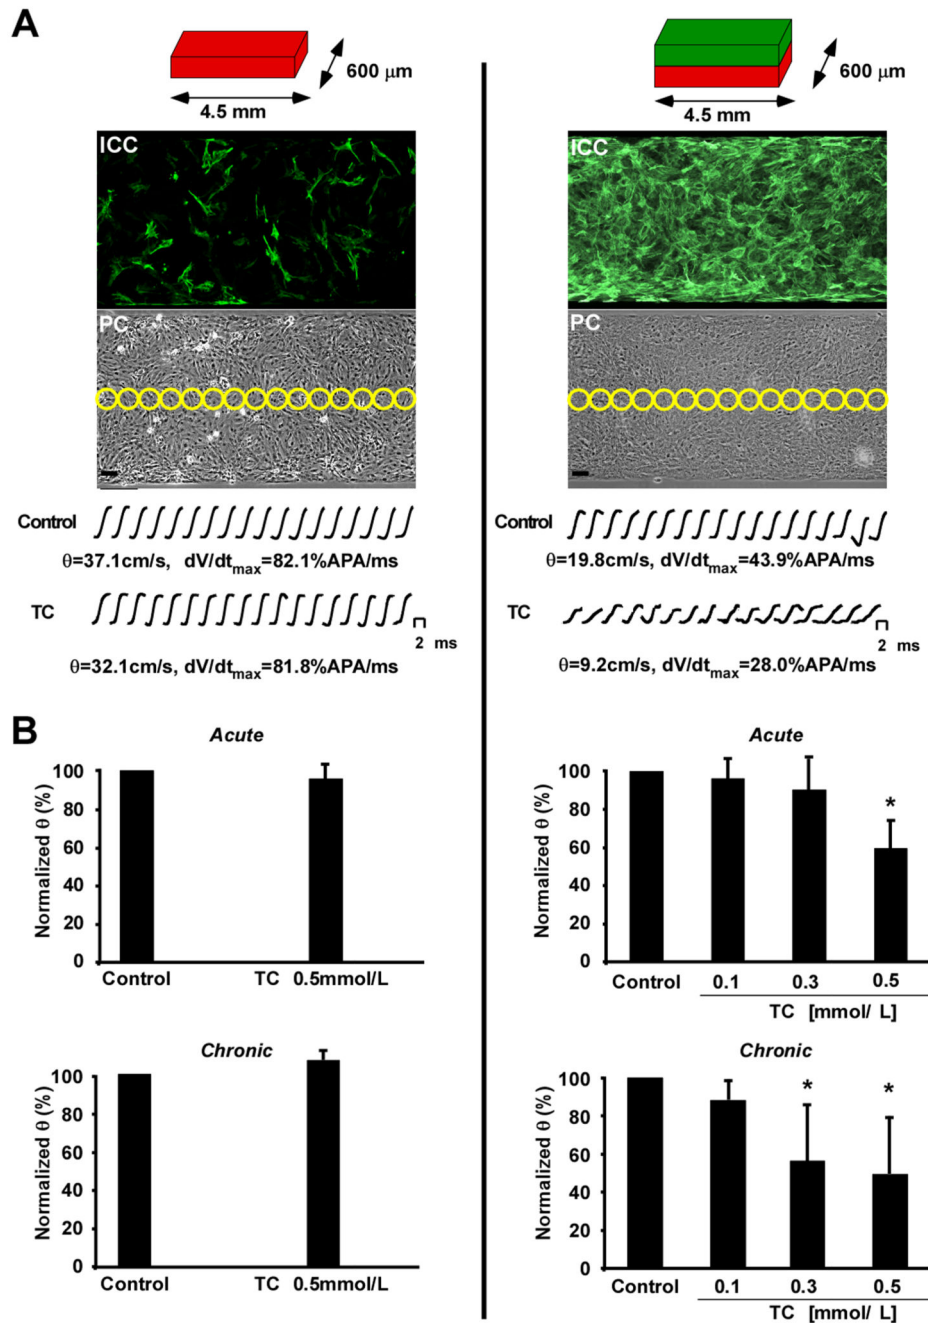 A
600 μm
4.5 mm
ICC
PC
Control
θ=37.1cm/s, dV/dtmax=82.1%APA/ms
TC
2 ms
θ=32.1cm/s, dV/dtmax=81.8%APA/ms
600 μm
4.5 mm
ICC
PC
Control
θ=19.8cm/s, dV/dtmax=43.9%APA/ms
TC
2 ms
θ=9.2cm/s, dV/dtmax=28.0%APA/ms
B
Acute
Normalized θ (%)
100
80
60
40
20
0
Control
TC 0.5mmol/L
Acute
Normalized θ (%)
100
80
60
40
20
0
*
Control
0.1
0.3
0.5
TC [mmol/ L]
Chronic
Normalized θ (%)
100
80
60
40
20
0
Control
TC 0.5mmol/L
Chronic
Normalized θ (%)
100
80
60
40
20
0
*
*
Control
0.1
0.3
0.5
TC [mmol/ L]